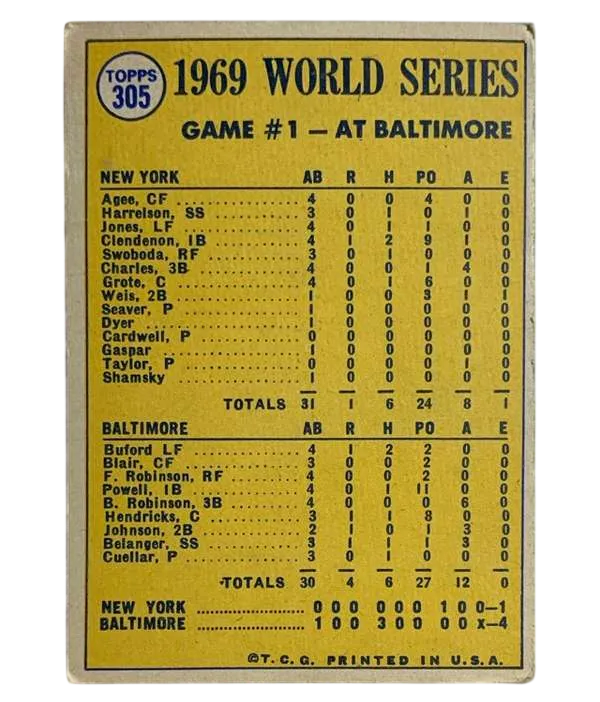 TOPPS
305
1969 WORLD SERIES
GAME #1 — AT BALTIMORE
NEW YORK AB R H PO A E
Agee, CF 4 0 0 4 0 0
Harrelson, SS 3 0 1 0 1 0
Jones, LF 4 0 1 1 0 0
Clendenon, 1B 4 1 2 9 1 0
Swoboda, RF 3 0 1 0 0 0
Charles, 3B 4 0 0 1 4 0
Grote, C 4 0 1 6 0 0
Weis, 2B 1 0 0 3 1 1
Seaver, P 1 0 0 0 1 0
Dyer 1 0 0 0 0 0
Cardwell, P 0 0 0 0 0 0
Gaspar 1 0 0 0 0 0
Taylor, P 0 0 0 0 0 0
Shamsky 1 0 0 0 0 0
TOTALS 31 1 6 24 8 1
BALTIMORE AB R H PO A E
Buford LF 4 1 2 2 0 0
Blair, CF 3 0 0 2 0 0
F. Robinson, RF 4 0 0 2 0 0
Powell, 1B 4 0 1 11 0 0
B. Robinson, 3B 4 0 0 0 6 0
Hendricks, C 3 1 1 8 0 0
Johnson, 2B 2 1 0 1 3 0
Belanger, SS 3 1 1 1 3 0
Cuellar, P 3 0 1 0 0 0
TOTALS 30 4 6 27 12 0
NEW YORK 0 0 0 0 0 0 1 0 0—1
BALTIMORE 1 0 0 3 0 0 0 0 x—4
©T. C. G. PRINTED IN U.S.A.